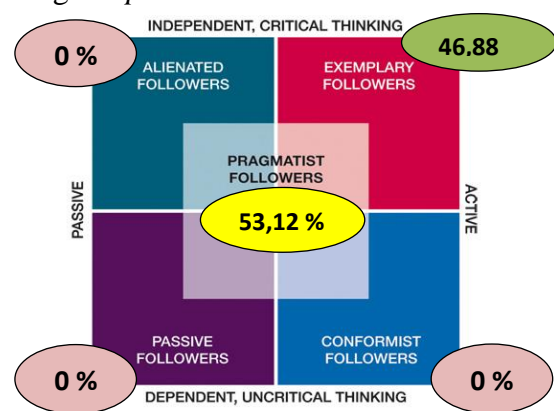 INDEPENDENT, CRITICAL THINKING
0 %
46.88
ALIENATED
FOLLOWERS
EXEMPLARY
FOLLOWERS
PRAGMATIST
FOLLOWERS
PASSIVE
ACTIVE
53,12 %
PASSIVE
FOLLOWERS
CONFORMIST
FOLLOWERS
0 %
0 %
DEPENDENT, UNCRITICAL THINKING